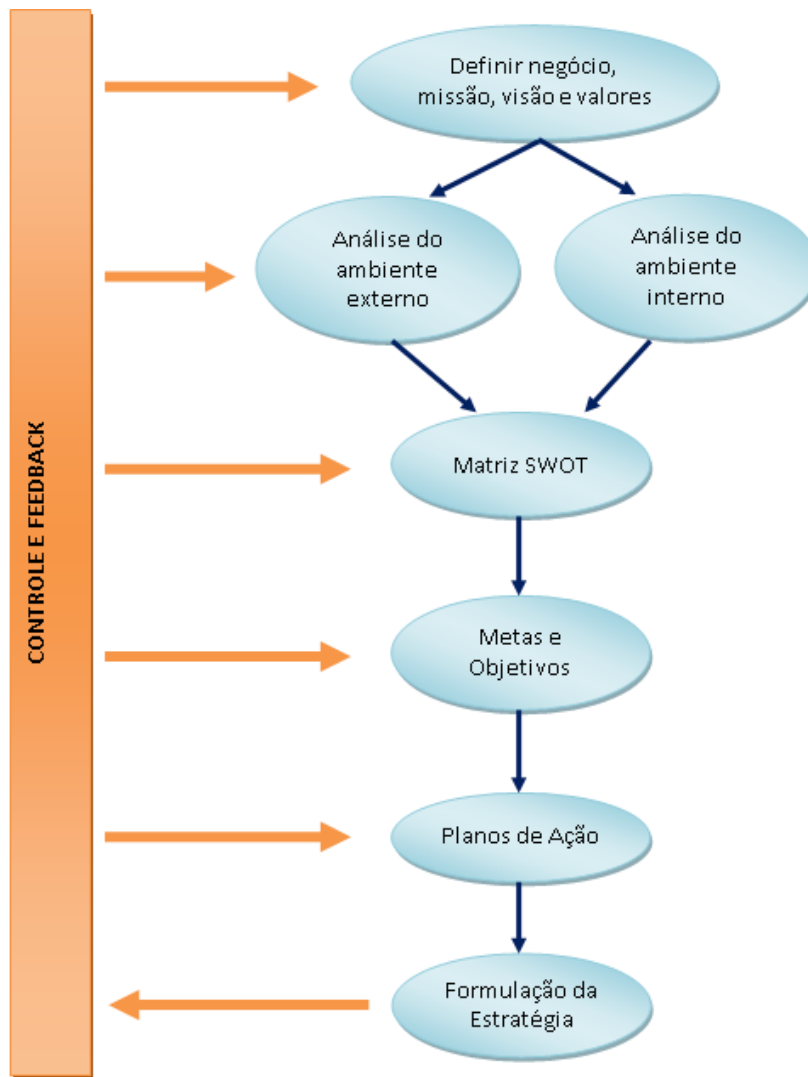 CONTROLE E FEEDBACK
Definir negócio,
missão, visão e valores
Análise do
ambiente
externo
Análise do
ambiente
interno
Matriz SWOT
Metas e
Objetivos
Planos de Ação
Formulação da
Estratégia